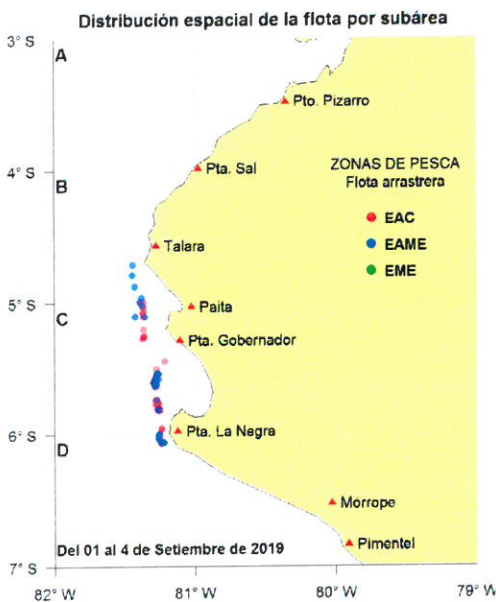 Distribución espacial de la flota por subárea
3° S
A
Pto. Pizarro
4° S
Pta. Sal
B
ZONAS DE PESCA
Flota arrastrera
EAC
Talara
EAME
EME
5° S
Paita
C
Pta. Gobernador
6° S
Pta. La Negra
D
Mórrope
Pimentel
Del 01 al 4 de Setiembre de 2019
7° S
82° W
81° W
80° W
79° W